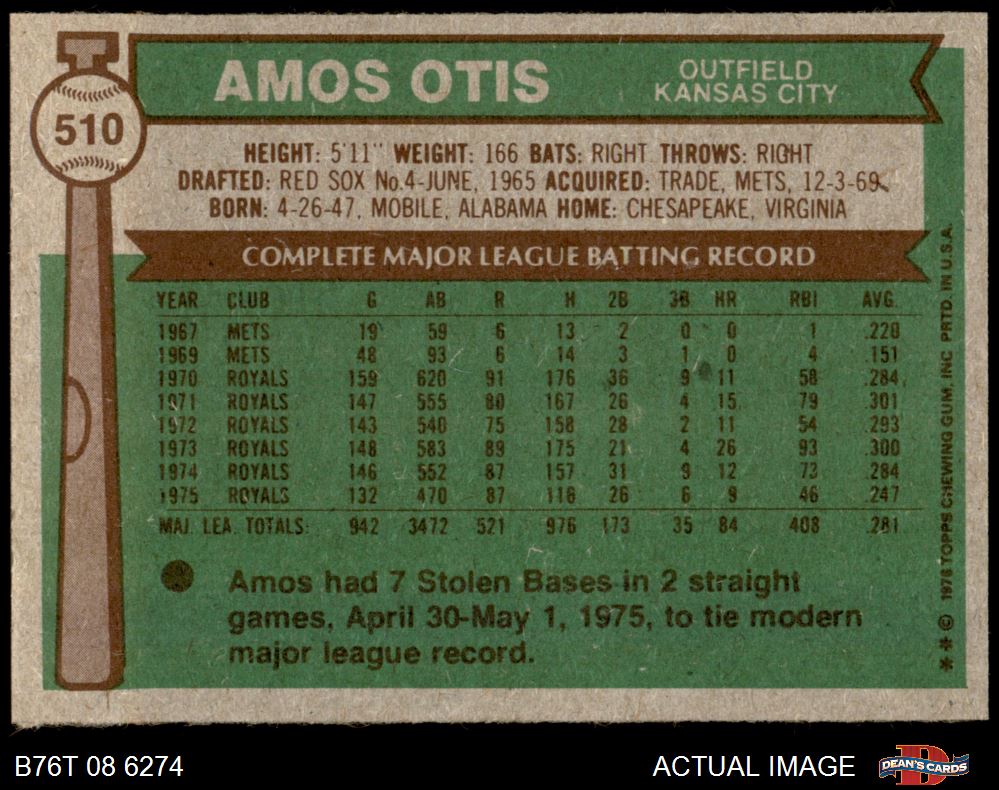 510
AMOS OTIS
OUTFIELD
KANSAS CITY
HEIGHT: 5'11" WEIGHT: 166 BATS: RIGHT THROWS: RIGHT
DRAFTED: RED SOX No.4-JUNE, 1965 ACQUIRED: TRADE, METS, 12-3-69
BORN: 4-26-47, MOBILE, ALABAMA HOME: CHESAPEAKE, VIRGINIA
COMPLETE MAJOR LEAGUE BATTING RECORD
YEAR CLUB G AB R H 2B 3B HR RBI AVG.
1967 METS 19 59 6 13 2 0 0 1 .220
1969 METS 48 93 6 14 3 1 0 4 .151
1970 ROYALS 159 620 91 176 36 9 11 58 .284
1971 ROYALS 147 555 80 167 26 4 15 79 .301
1972 ROYALS 143 540 75 158 28 2 11 54 .293
1973 ROYALS 148 583 89 175 21 4 26 93 .300
1974 ROYALS 146 552 87 157 31 9 12 73 .284
1975 ROYALS 132 470 87 116 26 6 9 46 .247
MAJ. LEA. TOTALS: 942 3472 521 976 173 35 84 408 .281
Amos had 7 Stolen Bases in 2 straight
games, April 30-May 1, 1975, to tie modern
major league record.
** © 1976 TOPPS CHEWING GUM, INC PRTD. IN U.S.A.
B76T 08 6274
ACTUAL IMAGE
D
DEAN'S CARDS